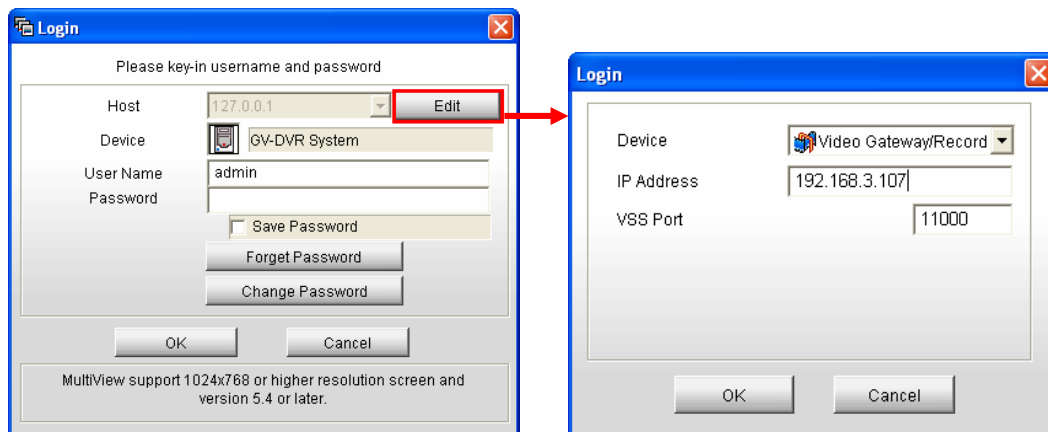 Login
Please key-in username and password
Host 127.0.0.1 Edit
Device GV-DVR System
User Name admin
Password
Save Password
Forget Password
Change Password
OK Cancel
MultiView support 1024x768 or higher resolution screen and
version 5.4 or later.
Login
Device Video Gateway/Record
IP Address 192.168.3.107
VSS Port 11000
OK Cancel